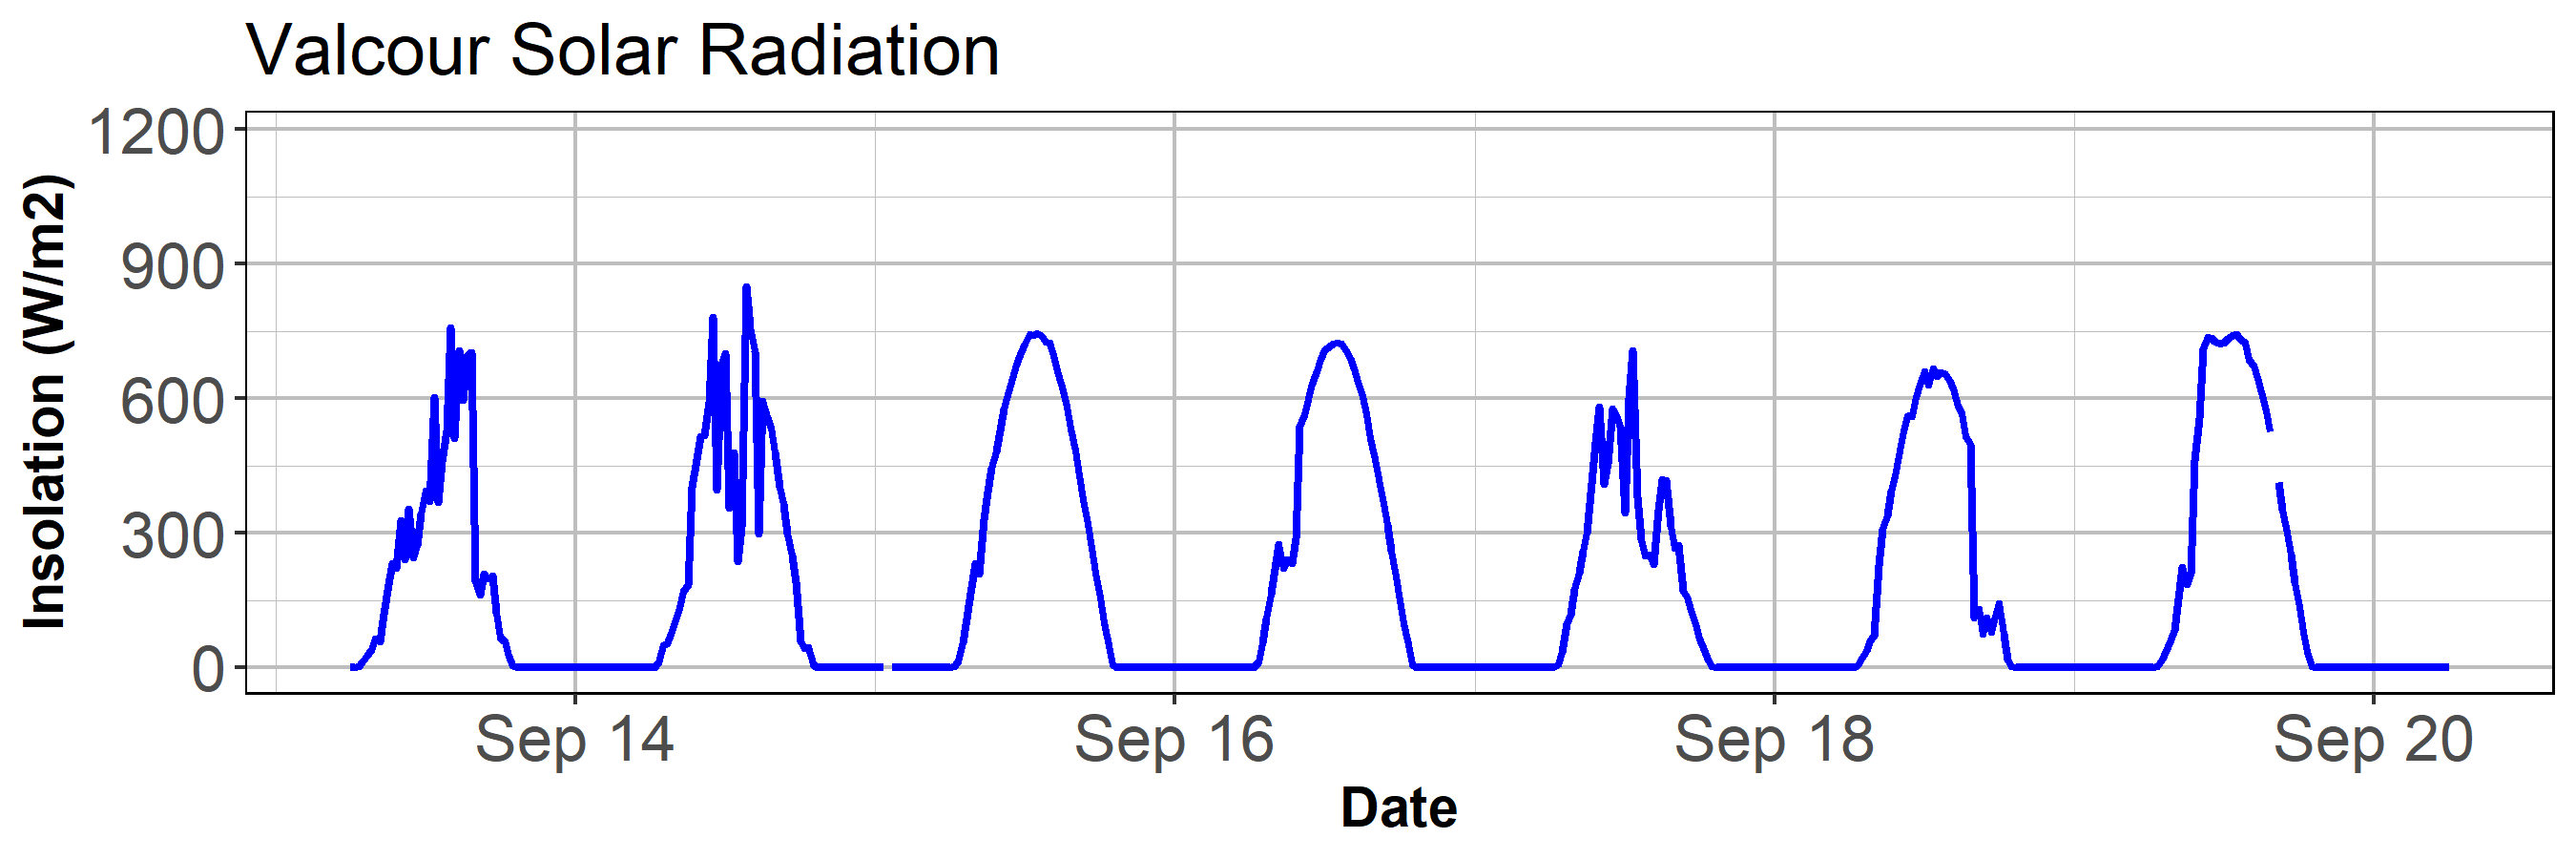 Valcour Solar Radiation
Insolation (W/m2)
1200
900
600
300
0
Sep 14
Sep 16
Sep 18
Sep 20
Date